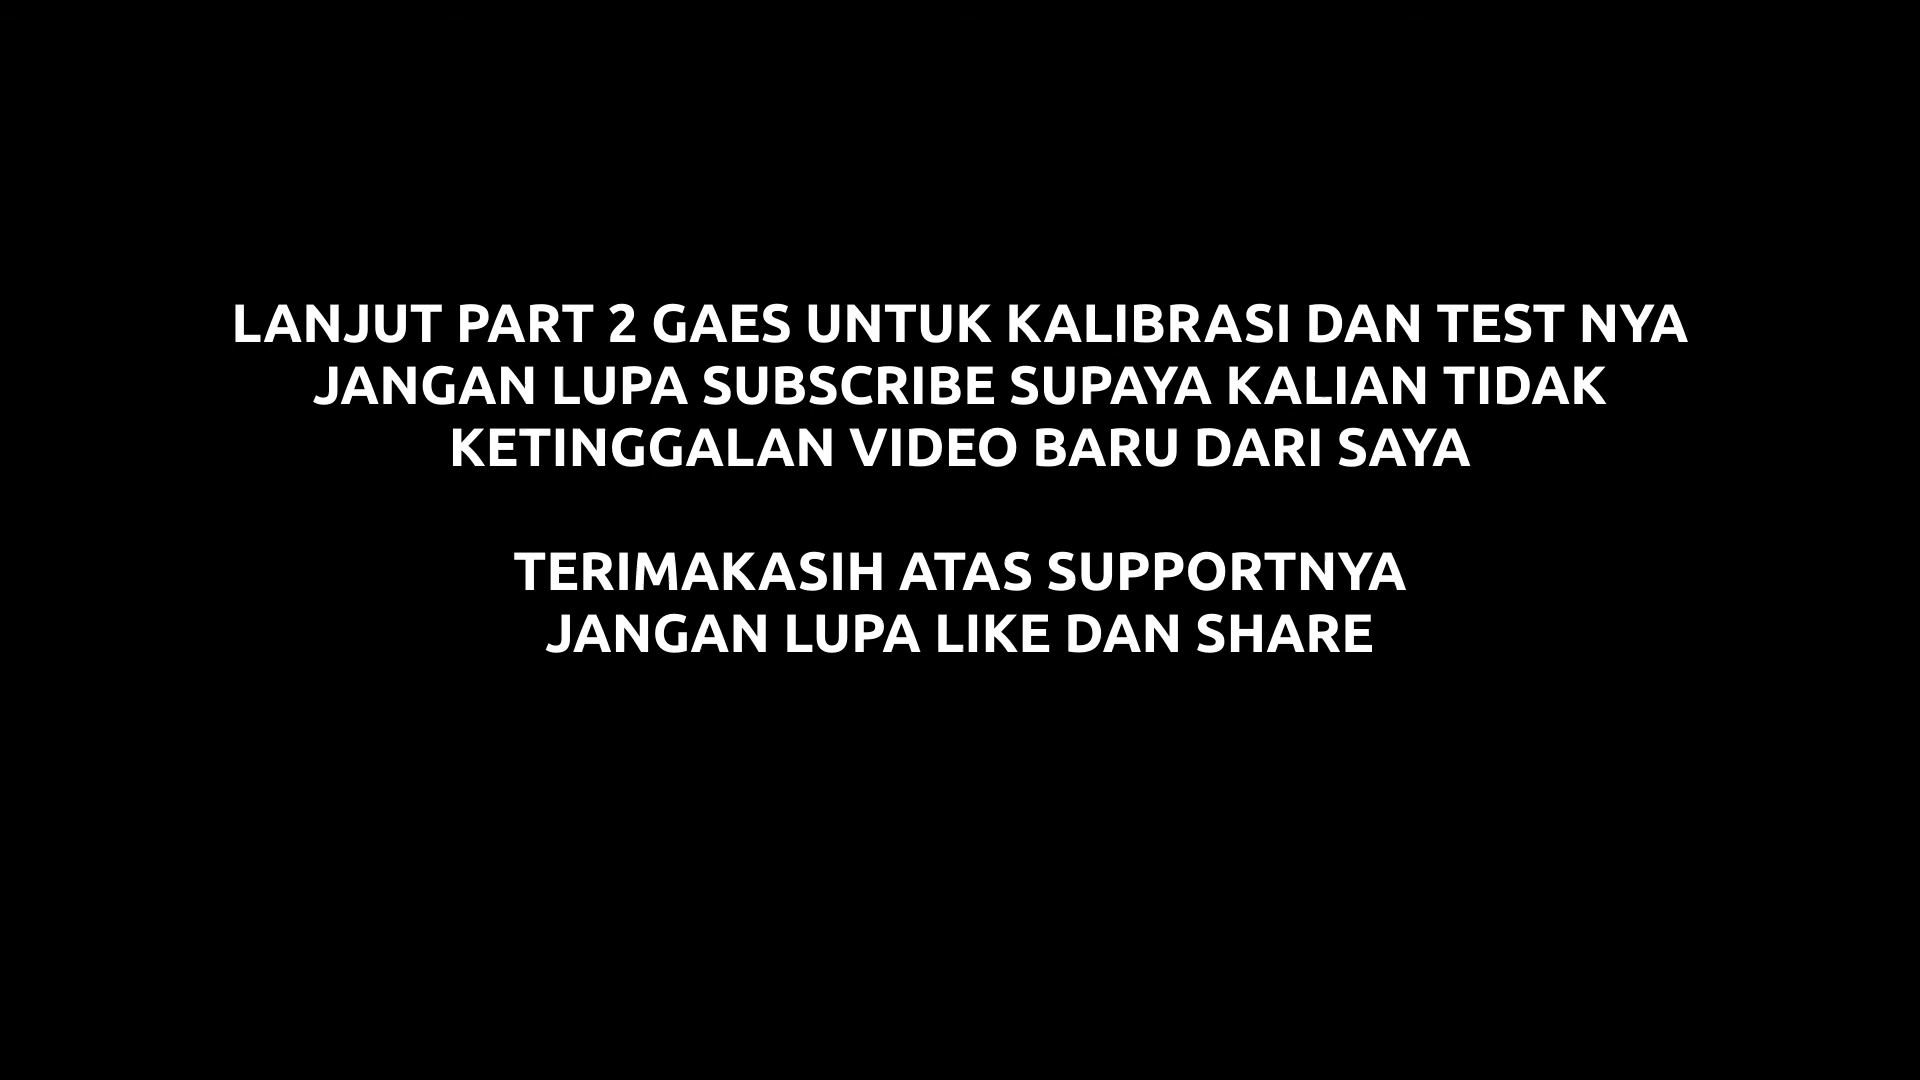 LANJUT PART 2 GAES UNTUK KALIBRASI DAN TEST NYA
JANGAN LUPA SUBSCRIBE SUPAYA KALIAN TIDAK
KETINGGALAN VIDEO BARU DARI SAYA
TERIMAKASIH ATAS SUPPORTNYA
JANGAN LUPA LIKE DAN SHARE